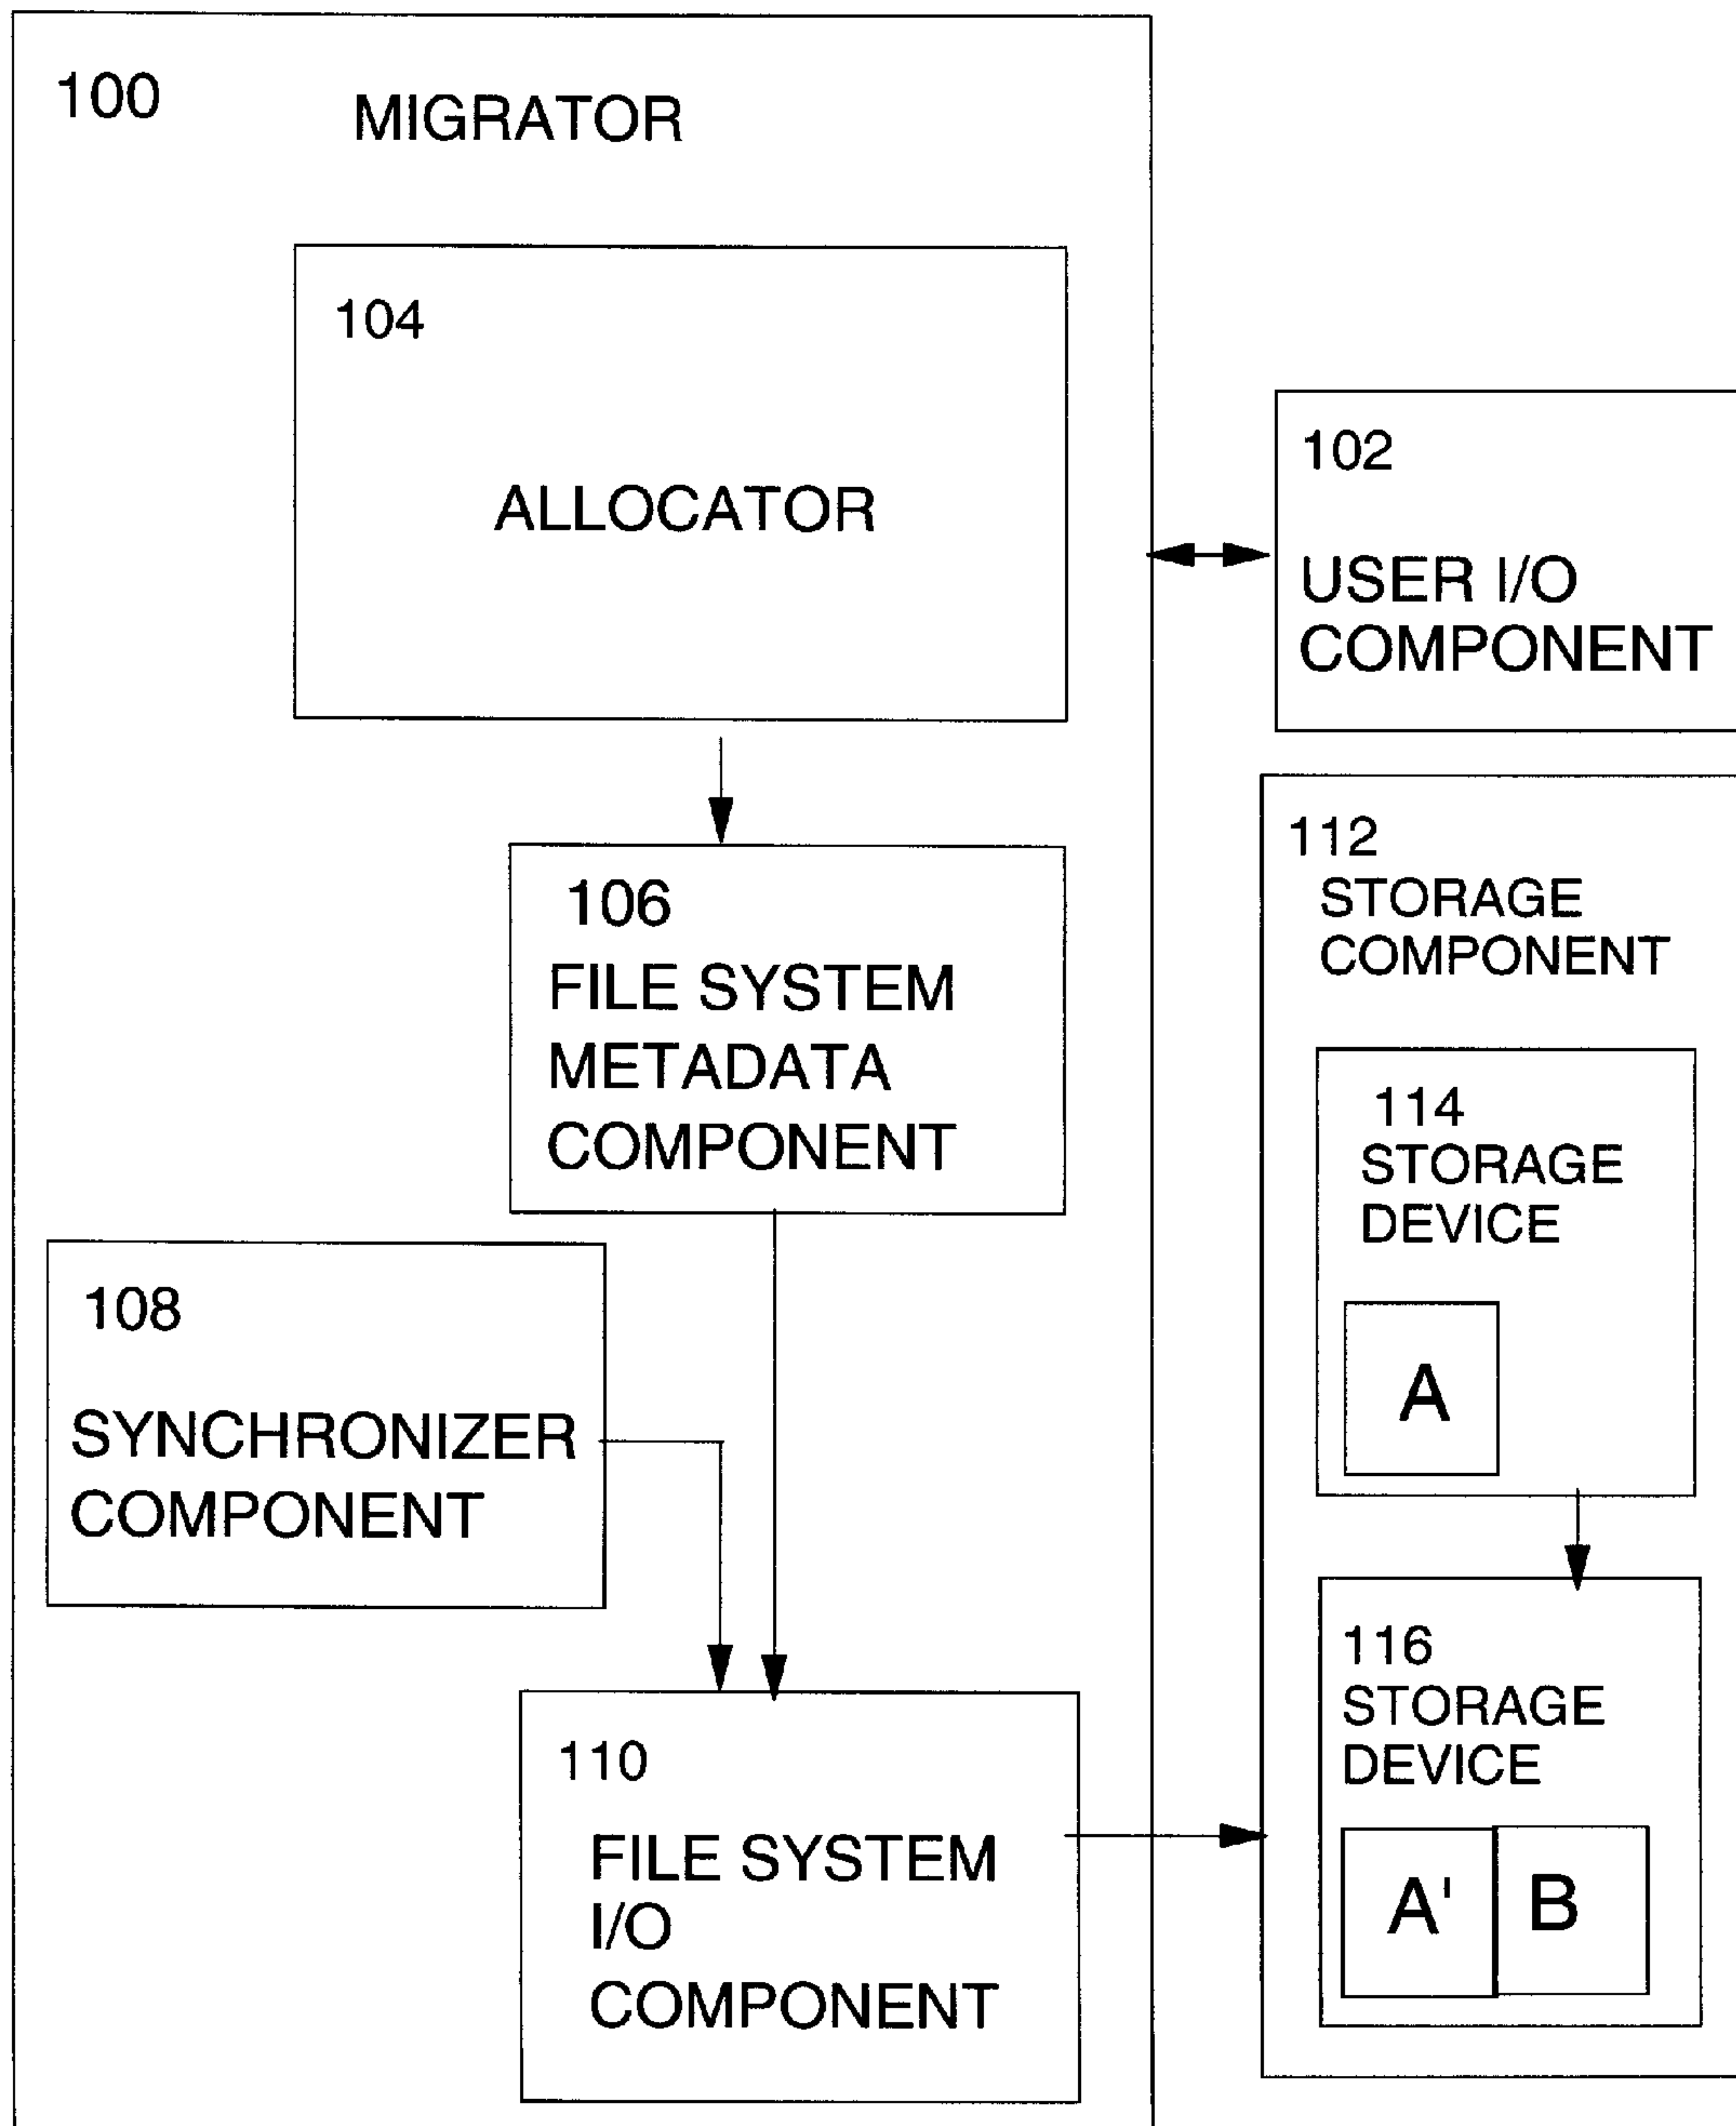 100
MIGRATOR
104
ALLOCATOR
102
USER I/O
COMPONENT
106
FILE SYSTEM
METADATA
COMPONENT
108
SYNCHRONIZER
COMPONENT
110
FILE SYSTEM
I/O
COMPONENT
112
STORAGE
COMPONENT
114
STORAGE
DEVICE
A
116
STORAGE
DEVICE
A' B